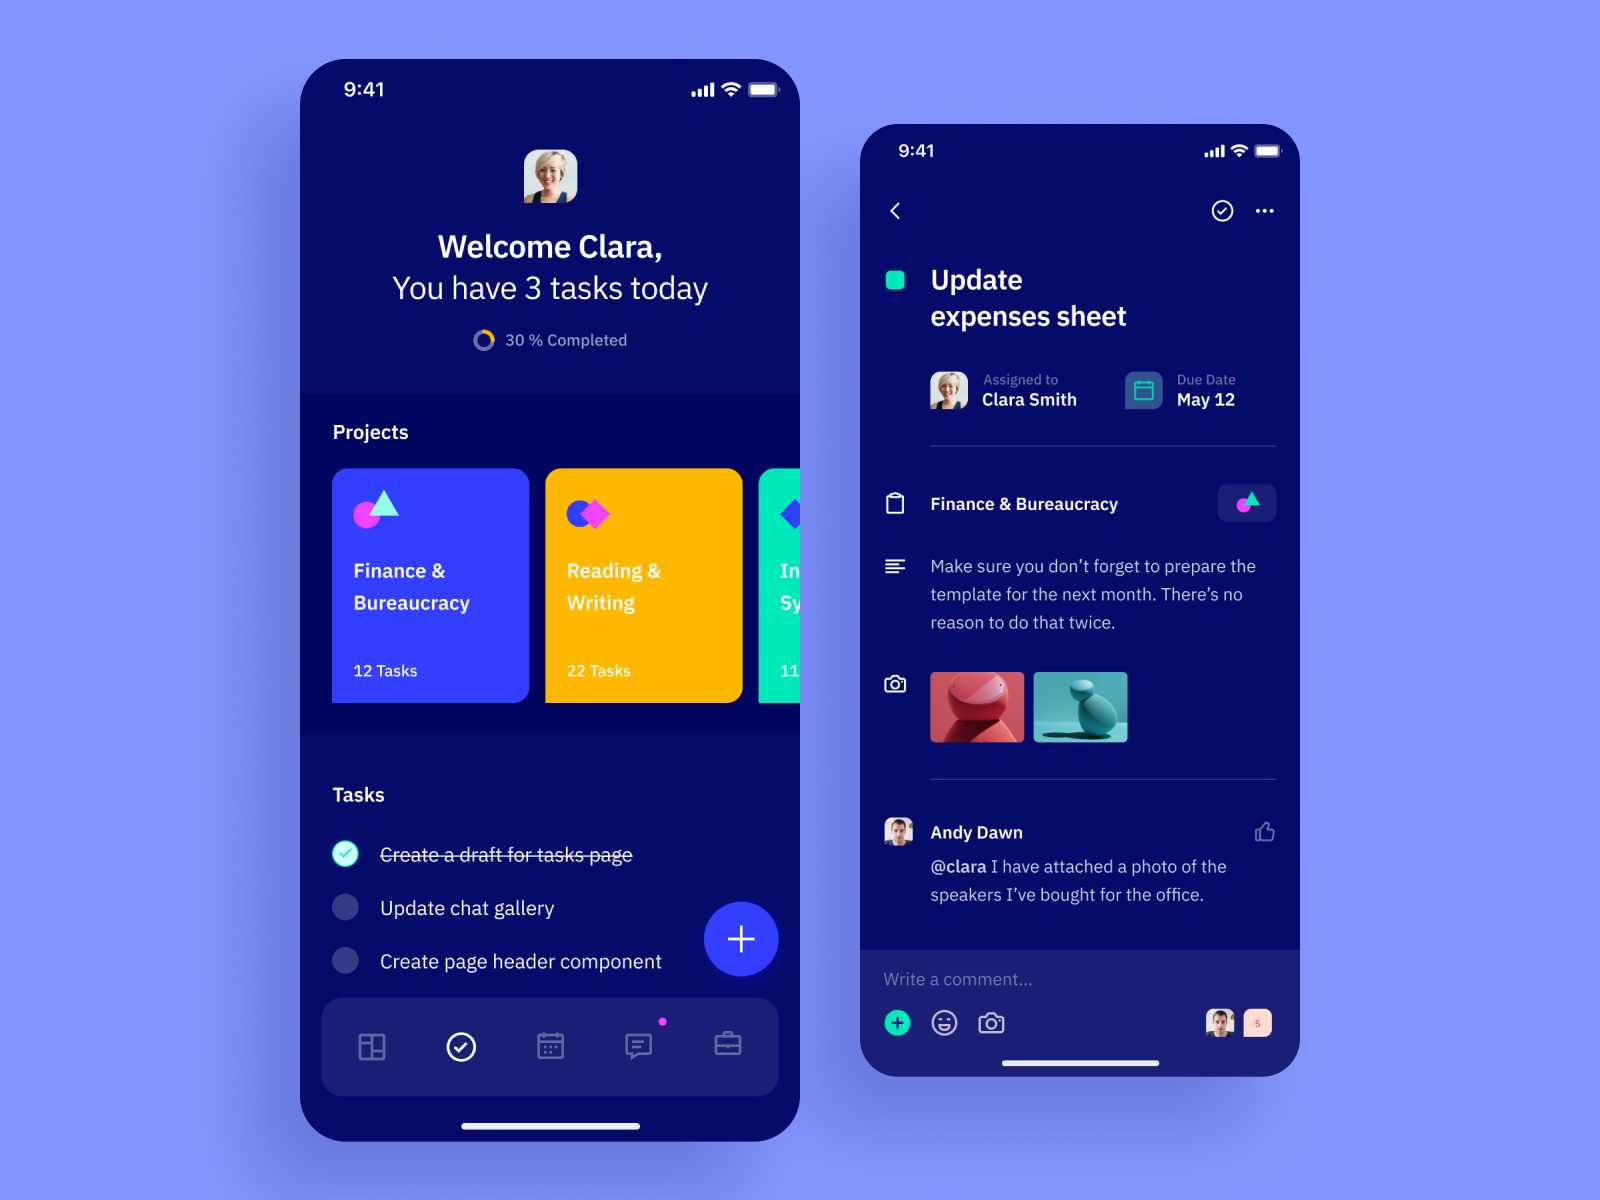 9:41
Welcome Clara,
You have 3 tasks today
30 % Completed
Projects
Finance &
Bureaucracy
12 Tasks
Reading &
Writing
22 Tasks
In
Sy
11
Tasks
Create a draft for tasks page
Update chat gallery
Create page header component
9:41
Update
expenses sheet
Assigned to
Clara Smith
Due Date
May 12
Finance & Bureaucracy
Make sure you don’t forget to prepare the
template for the next month. There’s no
reason to do that twice.
Andy Dawn
@clara I have attached a photo of the
speakers I’ve bought for the office.
Write a comment...
S